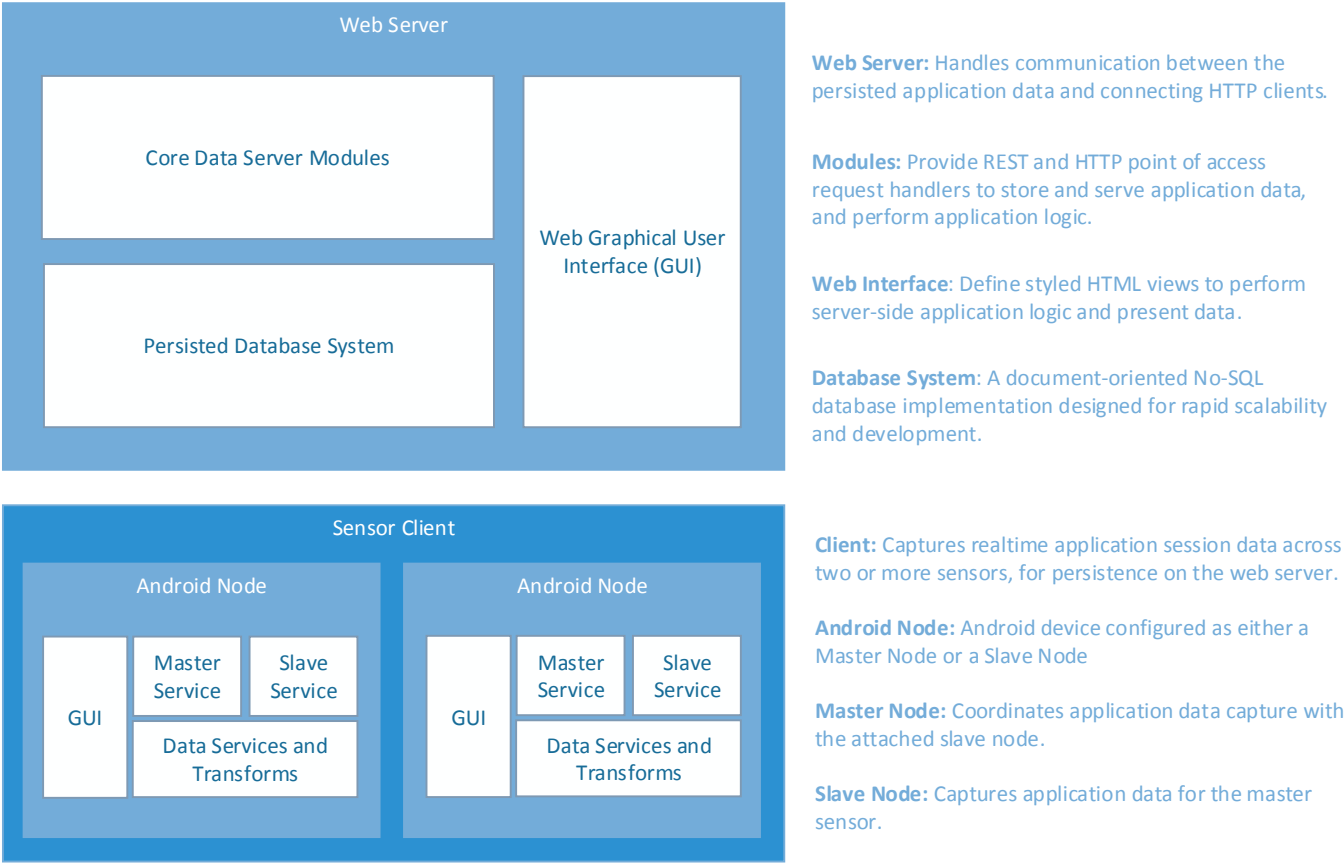 Web Server
Core Data Server Modules
Persisted Database System
Web Graphical User
Interface (GUI)
Web Server: Handles communication between the
persisted application data and connecting HTTP clients.
Modules: Provide REST and HTTP point of access
request handlers to store and serve application data,
and perform application logic.
Web Interface: Define styled HTML views to perform
server-side application logic and present data.
Database System: A document-oriented No-SQL
database implementation designed for rapid scalability
and development.
Sensor Client
Android Node
GUI
Master
Service
Slave
Service
Data Services and
Transforms
Android Node
GUI
Master
Service
Slave
Service
Data Services and
Transforms
Client: Captures realtime application session data across
two or more sensors, for persistence on the web server.
Android Node: Android device configured as either a
Master Node or a Slave Node
Master Node: Coordinates application data capture with
the attached slave node.
Slave Node: Captures application data for the master
sensor.